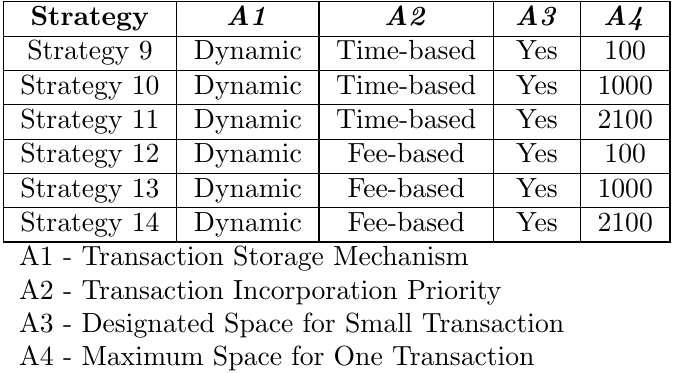 Strategy A1 A2 A3 A4
Strategy 9 Dynamic Time-based Yes 100
Strategy 10 Dynamic Time-based Yes 1000
Strategy 11 Dynamic Time-based Yes 2100
Strategy 12 Dynamic Fee-based Yes 100
Strategy 13 Dynamic Fee-based Yes 1000
Strategy 14 Dynamic Fee-based Yes 2100
A1 - Transaction Storage Mechanism
A2 - Transaction Incorporation Priority
A3 - Designated Space for Small Transaction
A4 - Maximum Space for One Transaction